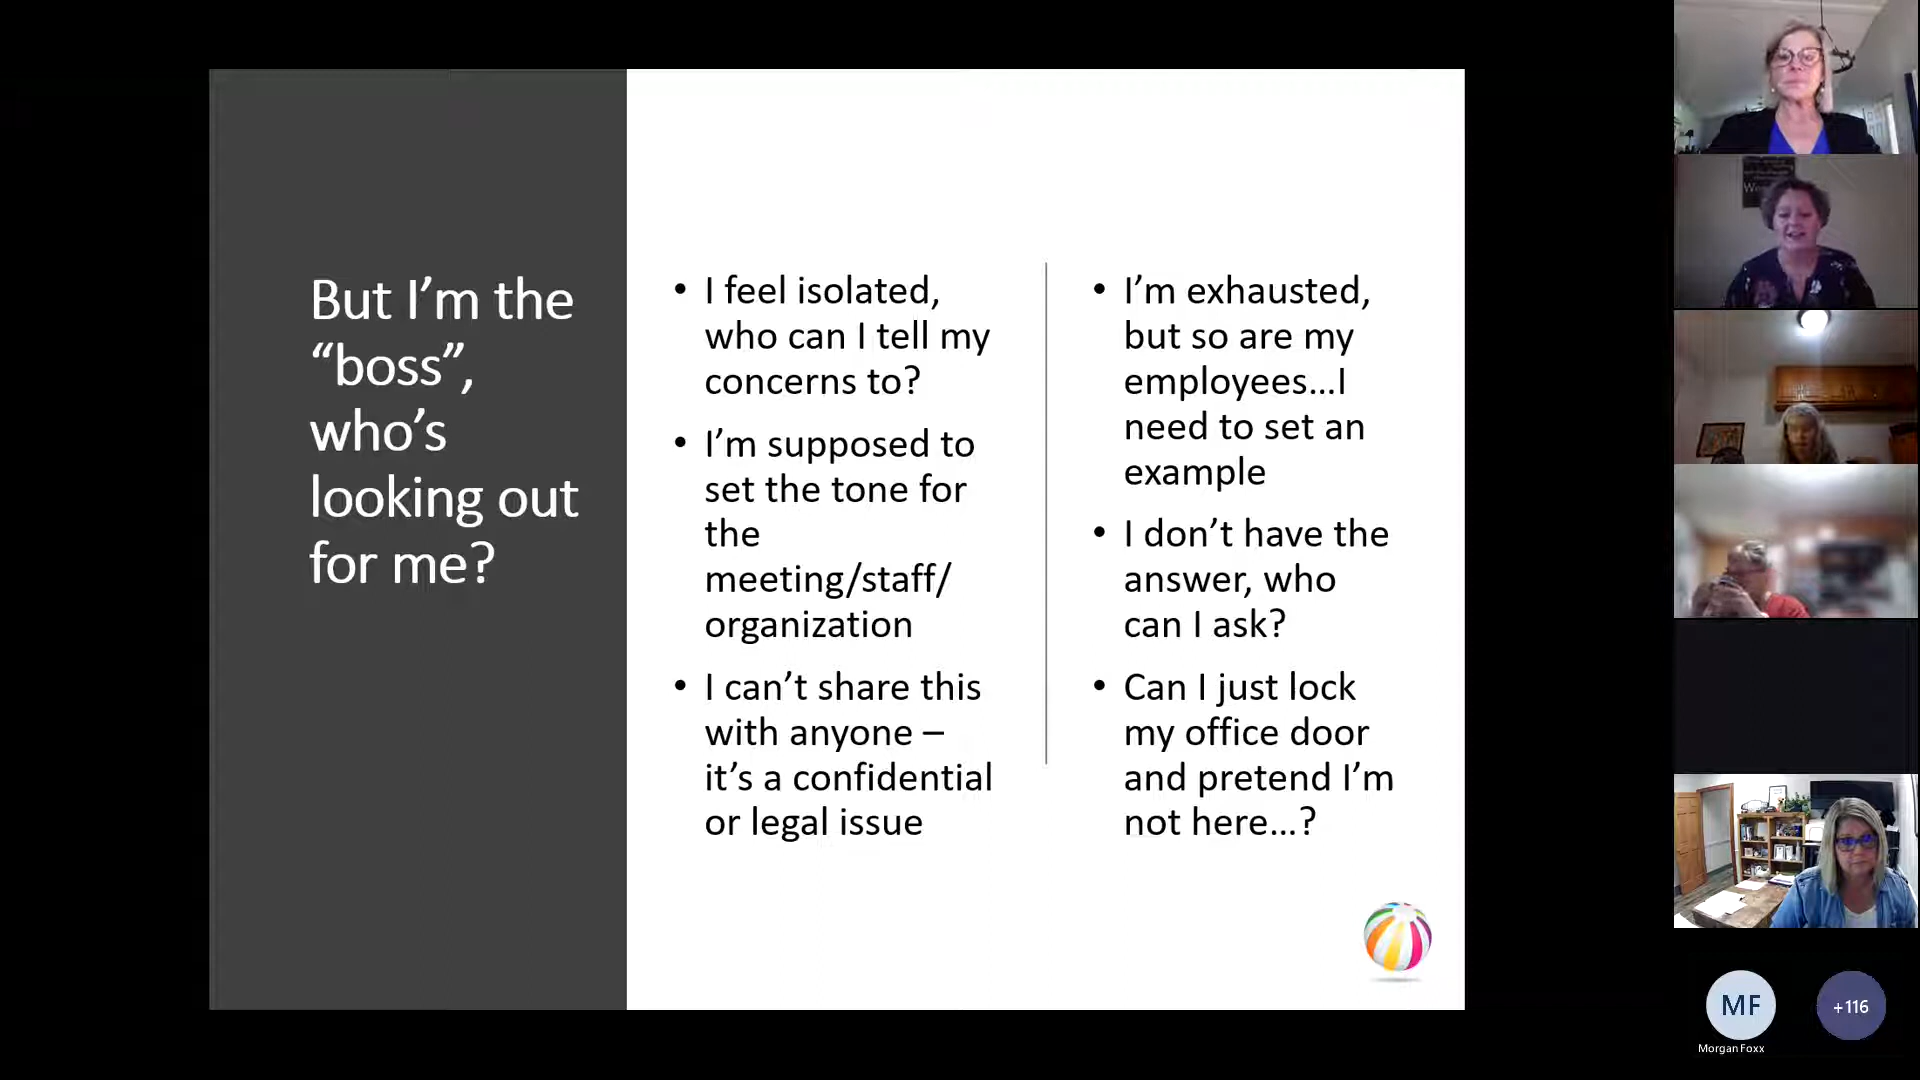 But I’m the
“boss”,
who’s
looking out
for me?
• I feel isolated,
who can I tell my
concerns to?
• I’m supposed to
set the tone for
the
meeting/staff/
organization
• I can’t share this
with anyone –
it’s a confidential
or legal issue
• I’m exhausted,
but so are my
employees...I
need to set an
example
• I don’t have the
answer, who
can I ask?
• Can I just lock
my office door
and pretend I’m
not here...?
MF
+116
Morgan Foxx